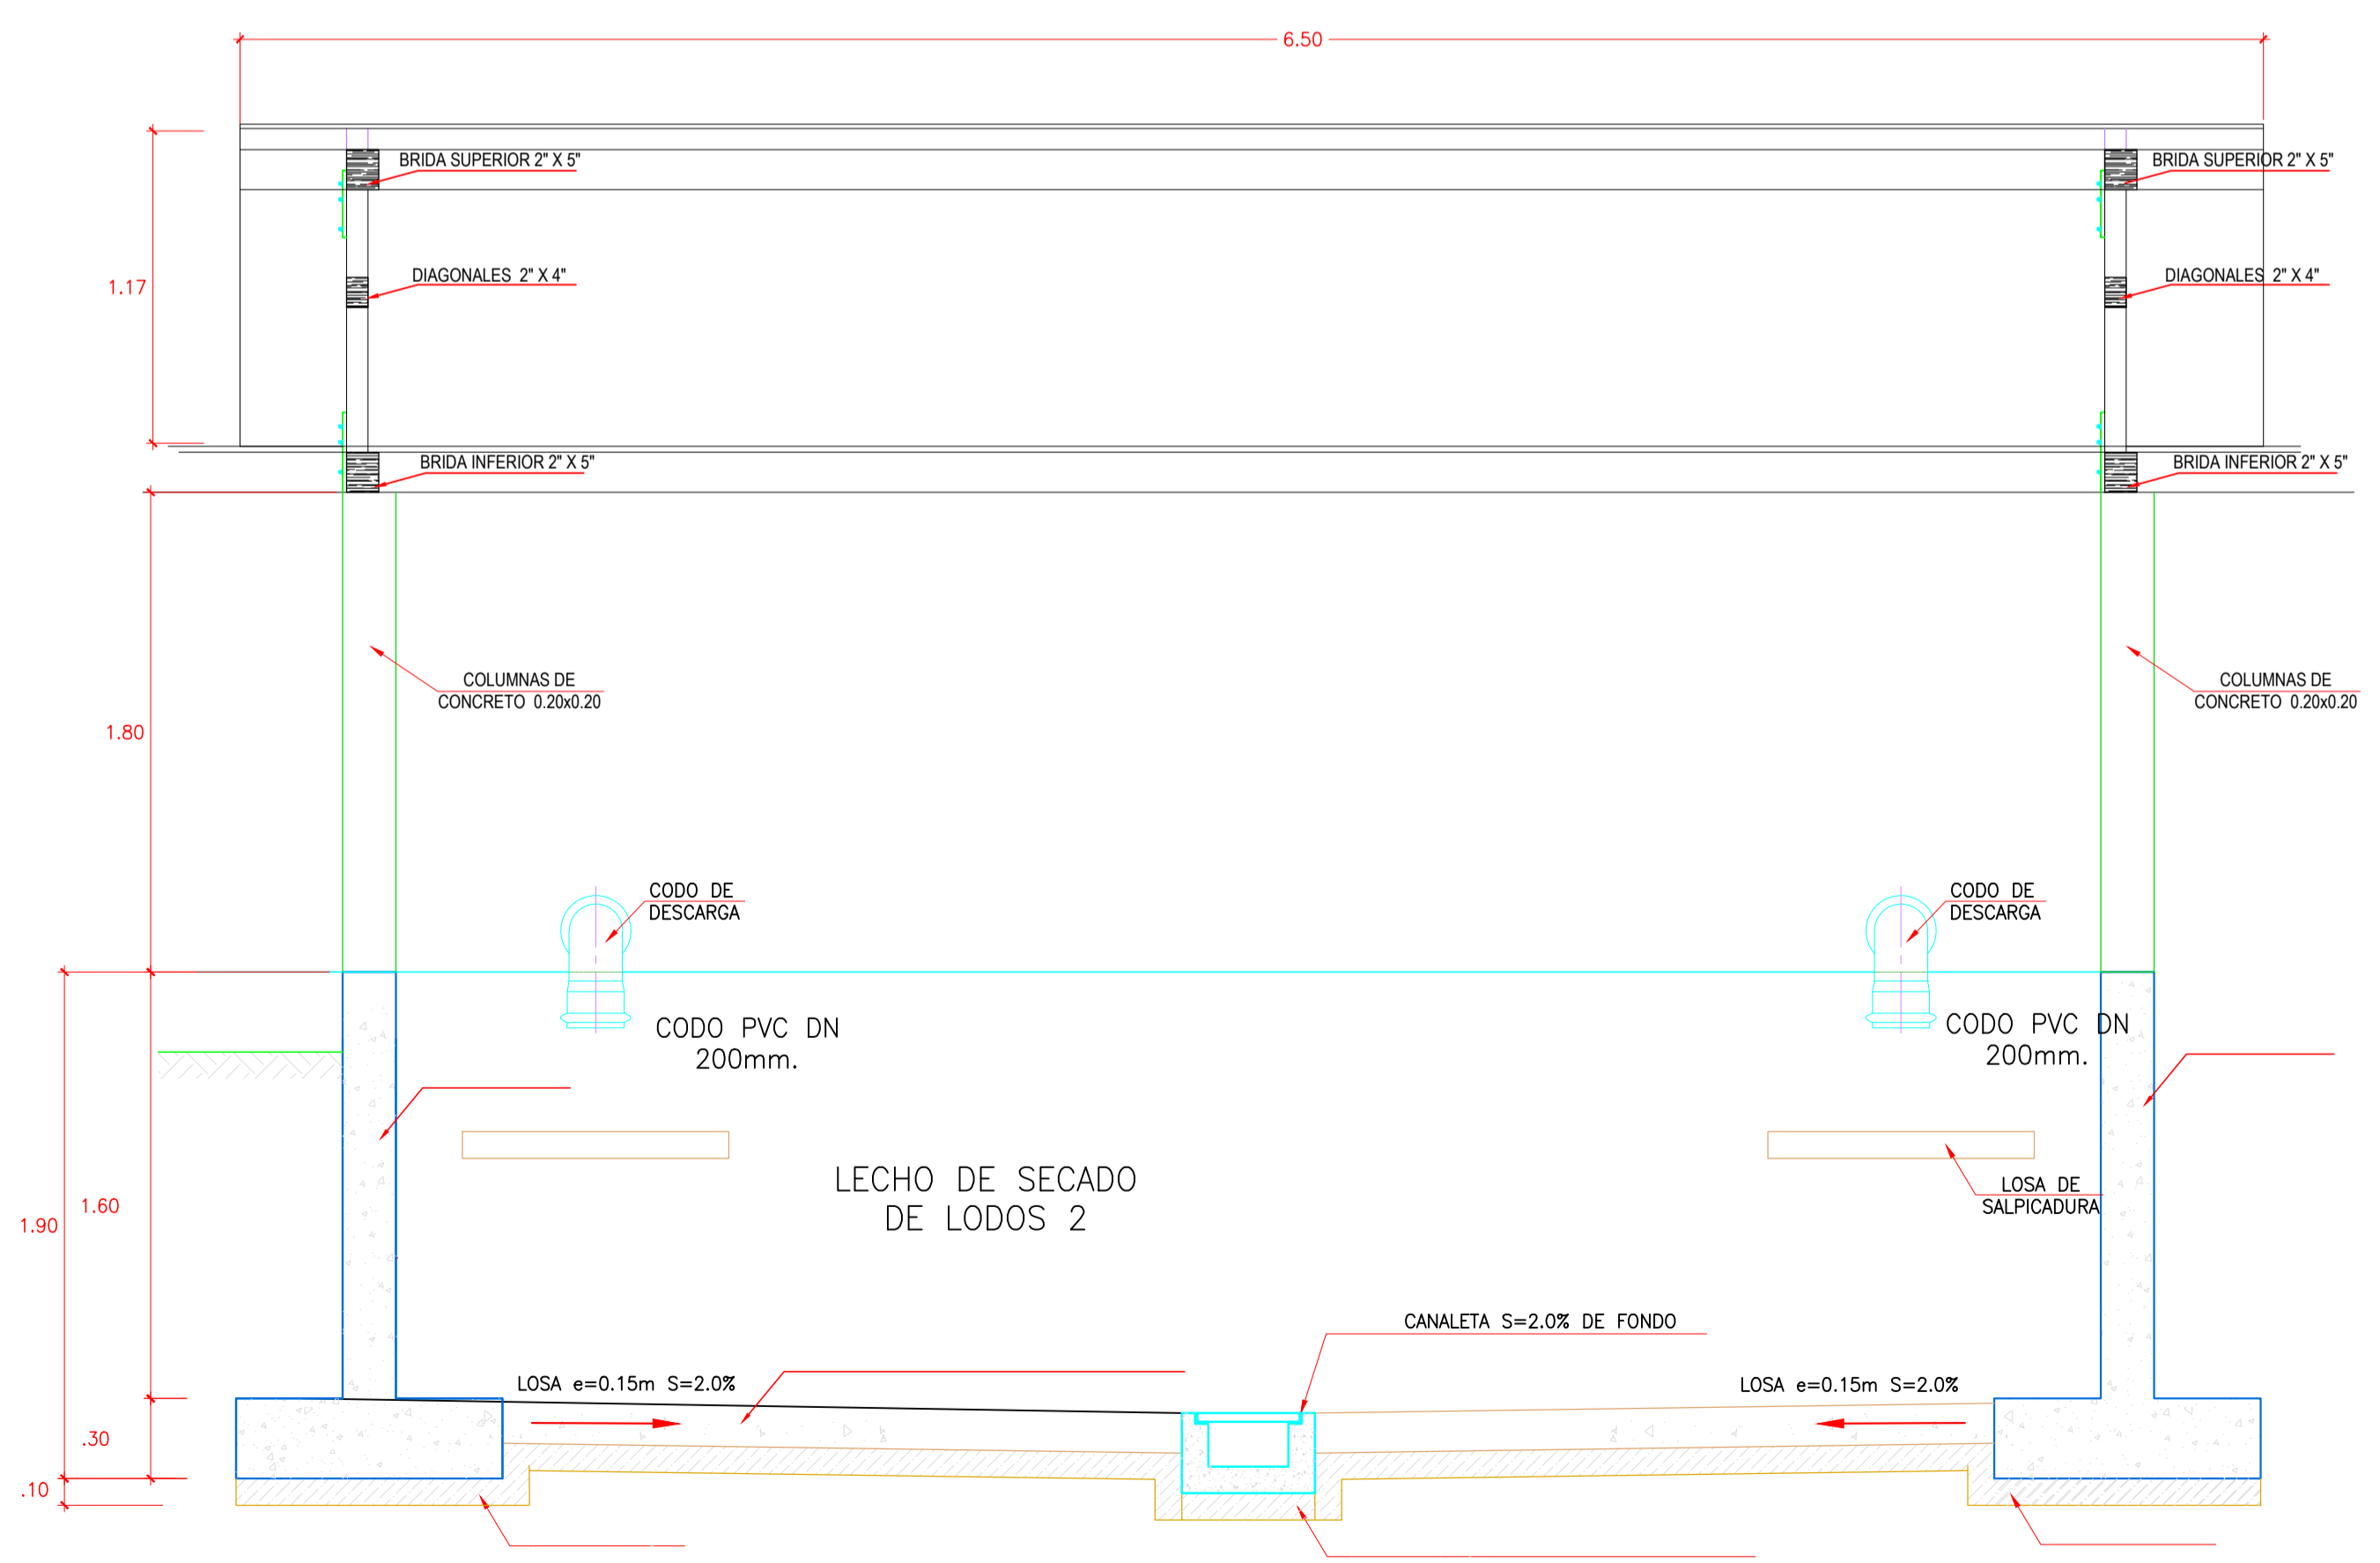 6.50
BRIDA SUPERIOR 2" X 5"
BRIDA SUPERIOR 2" X 5"
DIAGONALES 2" X 4"
DIAGONALES 2" X 4"
1.17
BRIDA INFERIOR 2" X 5"
BRIDA INFERIOR 2" X 5"
COLUMNAS DE
CONCRETO 0.20x0.20
COLUMNAS DE
CONCRETO 0.20x0.20
1.80
CODO DE
DESCARGA
CODO DE
DESCARGA
CODO PVC DN
200mm.
CODO PVC DN
200mm.
LECHO DE SECADO
DE LODOS 2
LOSA DE
SALPICADURA
1.60
1.90
CANALETA S=2.0% DE FONDO
LOSA e=0.15m S=2.0%
LOSA e=0.15m S=2.0%
.30
.10